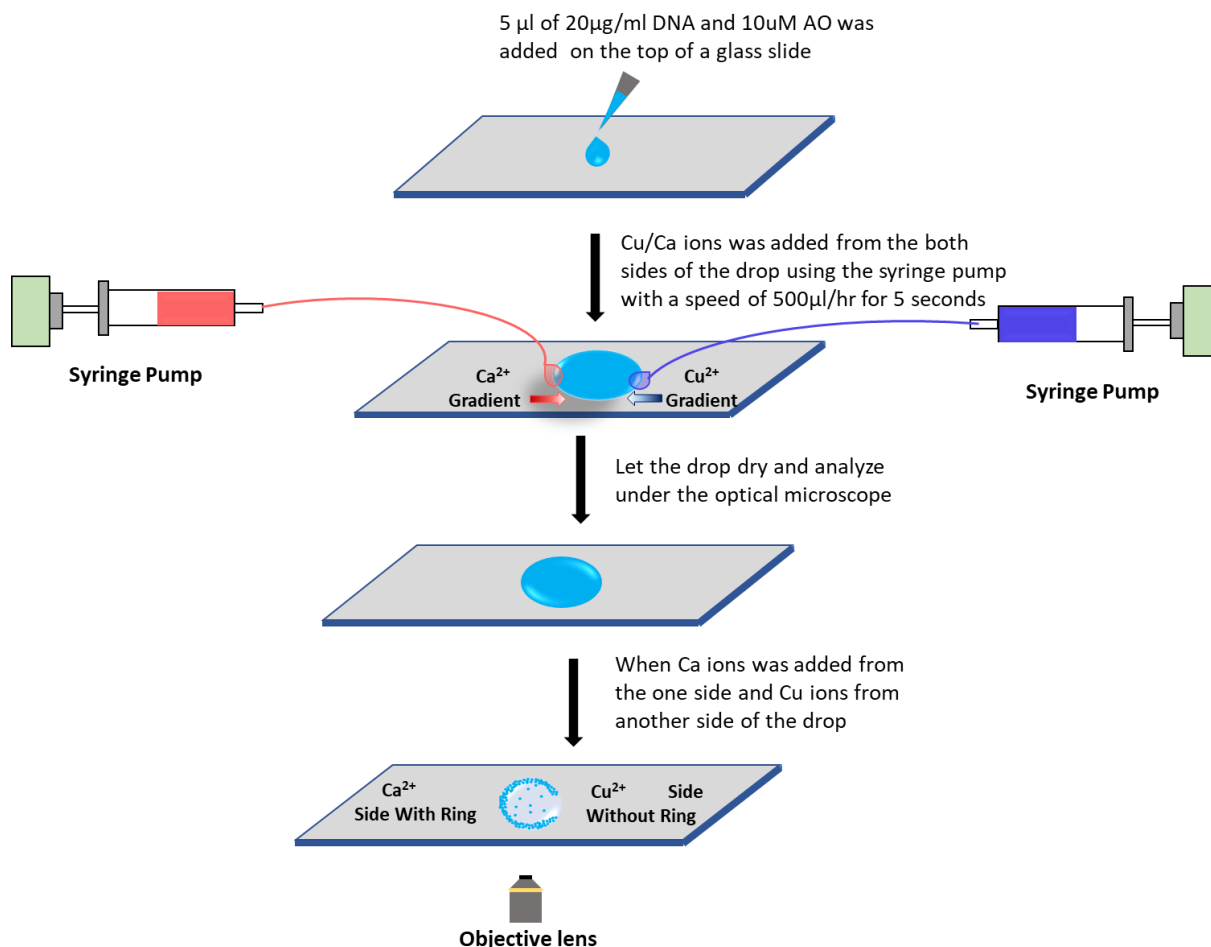 5 µl of 20µg/ml DNA and 10uM AO was
added on the top of a glass slide
Cu/Ca ions was added from the both
sides of the drop using the syringe pump
with a speed of 500µl/hr for 5 seconds
Syringe Pump
Ca²⁺
Gradient
Cu²⁺
Gradient
Syringe Pump
Let the drop dry and analyze
under the optical microscope
When Ca ions was added from
the one side and Cu ions from
another side of the drop
Ca²⁺
Side With Ring
Cu²⁺ Side
Without Ring
Objective lens